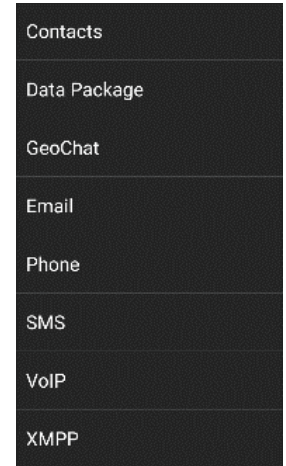 Contacts
Data Package
GeoChat
Email
Phone
SMS
VoIP
XMPP